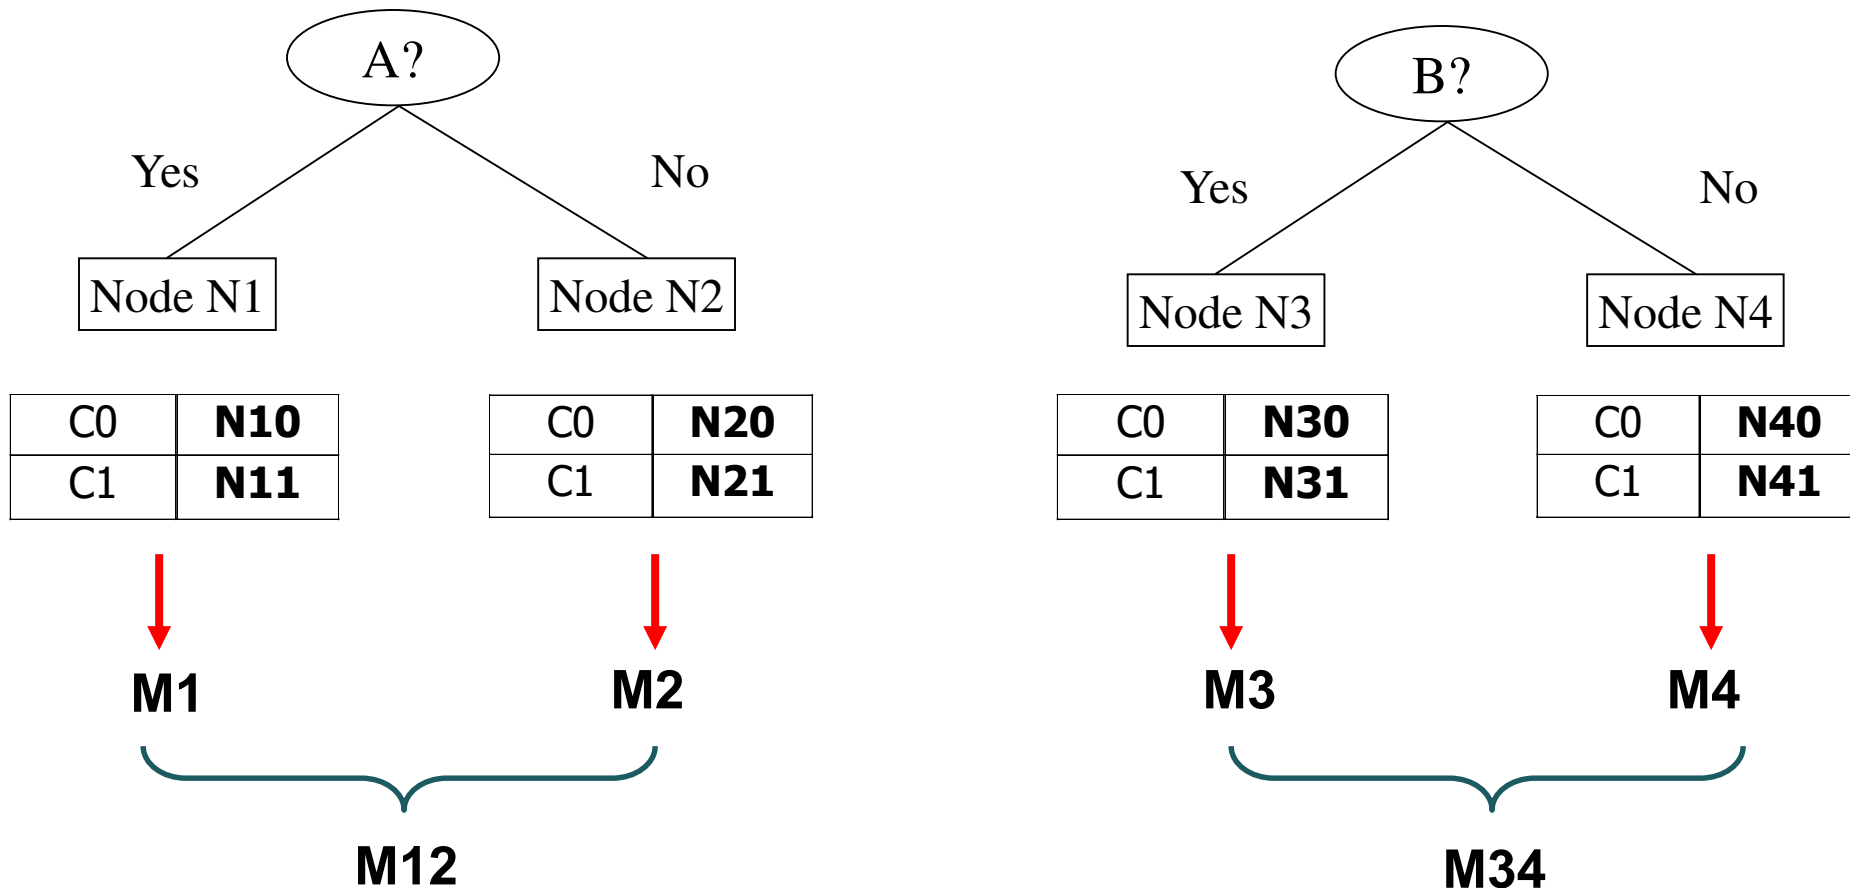 A?
B?
Yes
No
Yes
No
Node N1
Node N2
Node N3
Node N4
C0 N10
C1 N11
C0 N20
C1 N21
C0 N30
C1 N31
C0 N40
C1 N41
M1
M2
M3
M4
M12
M34